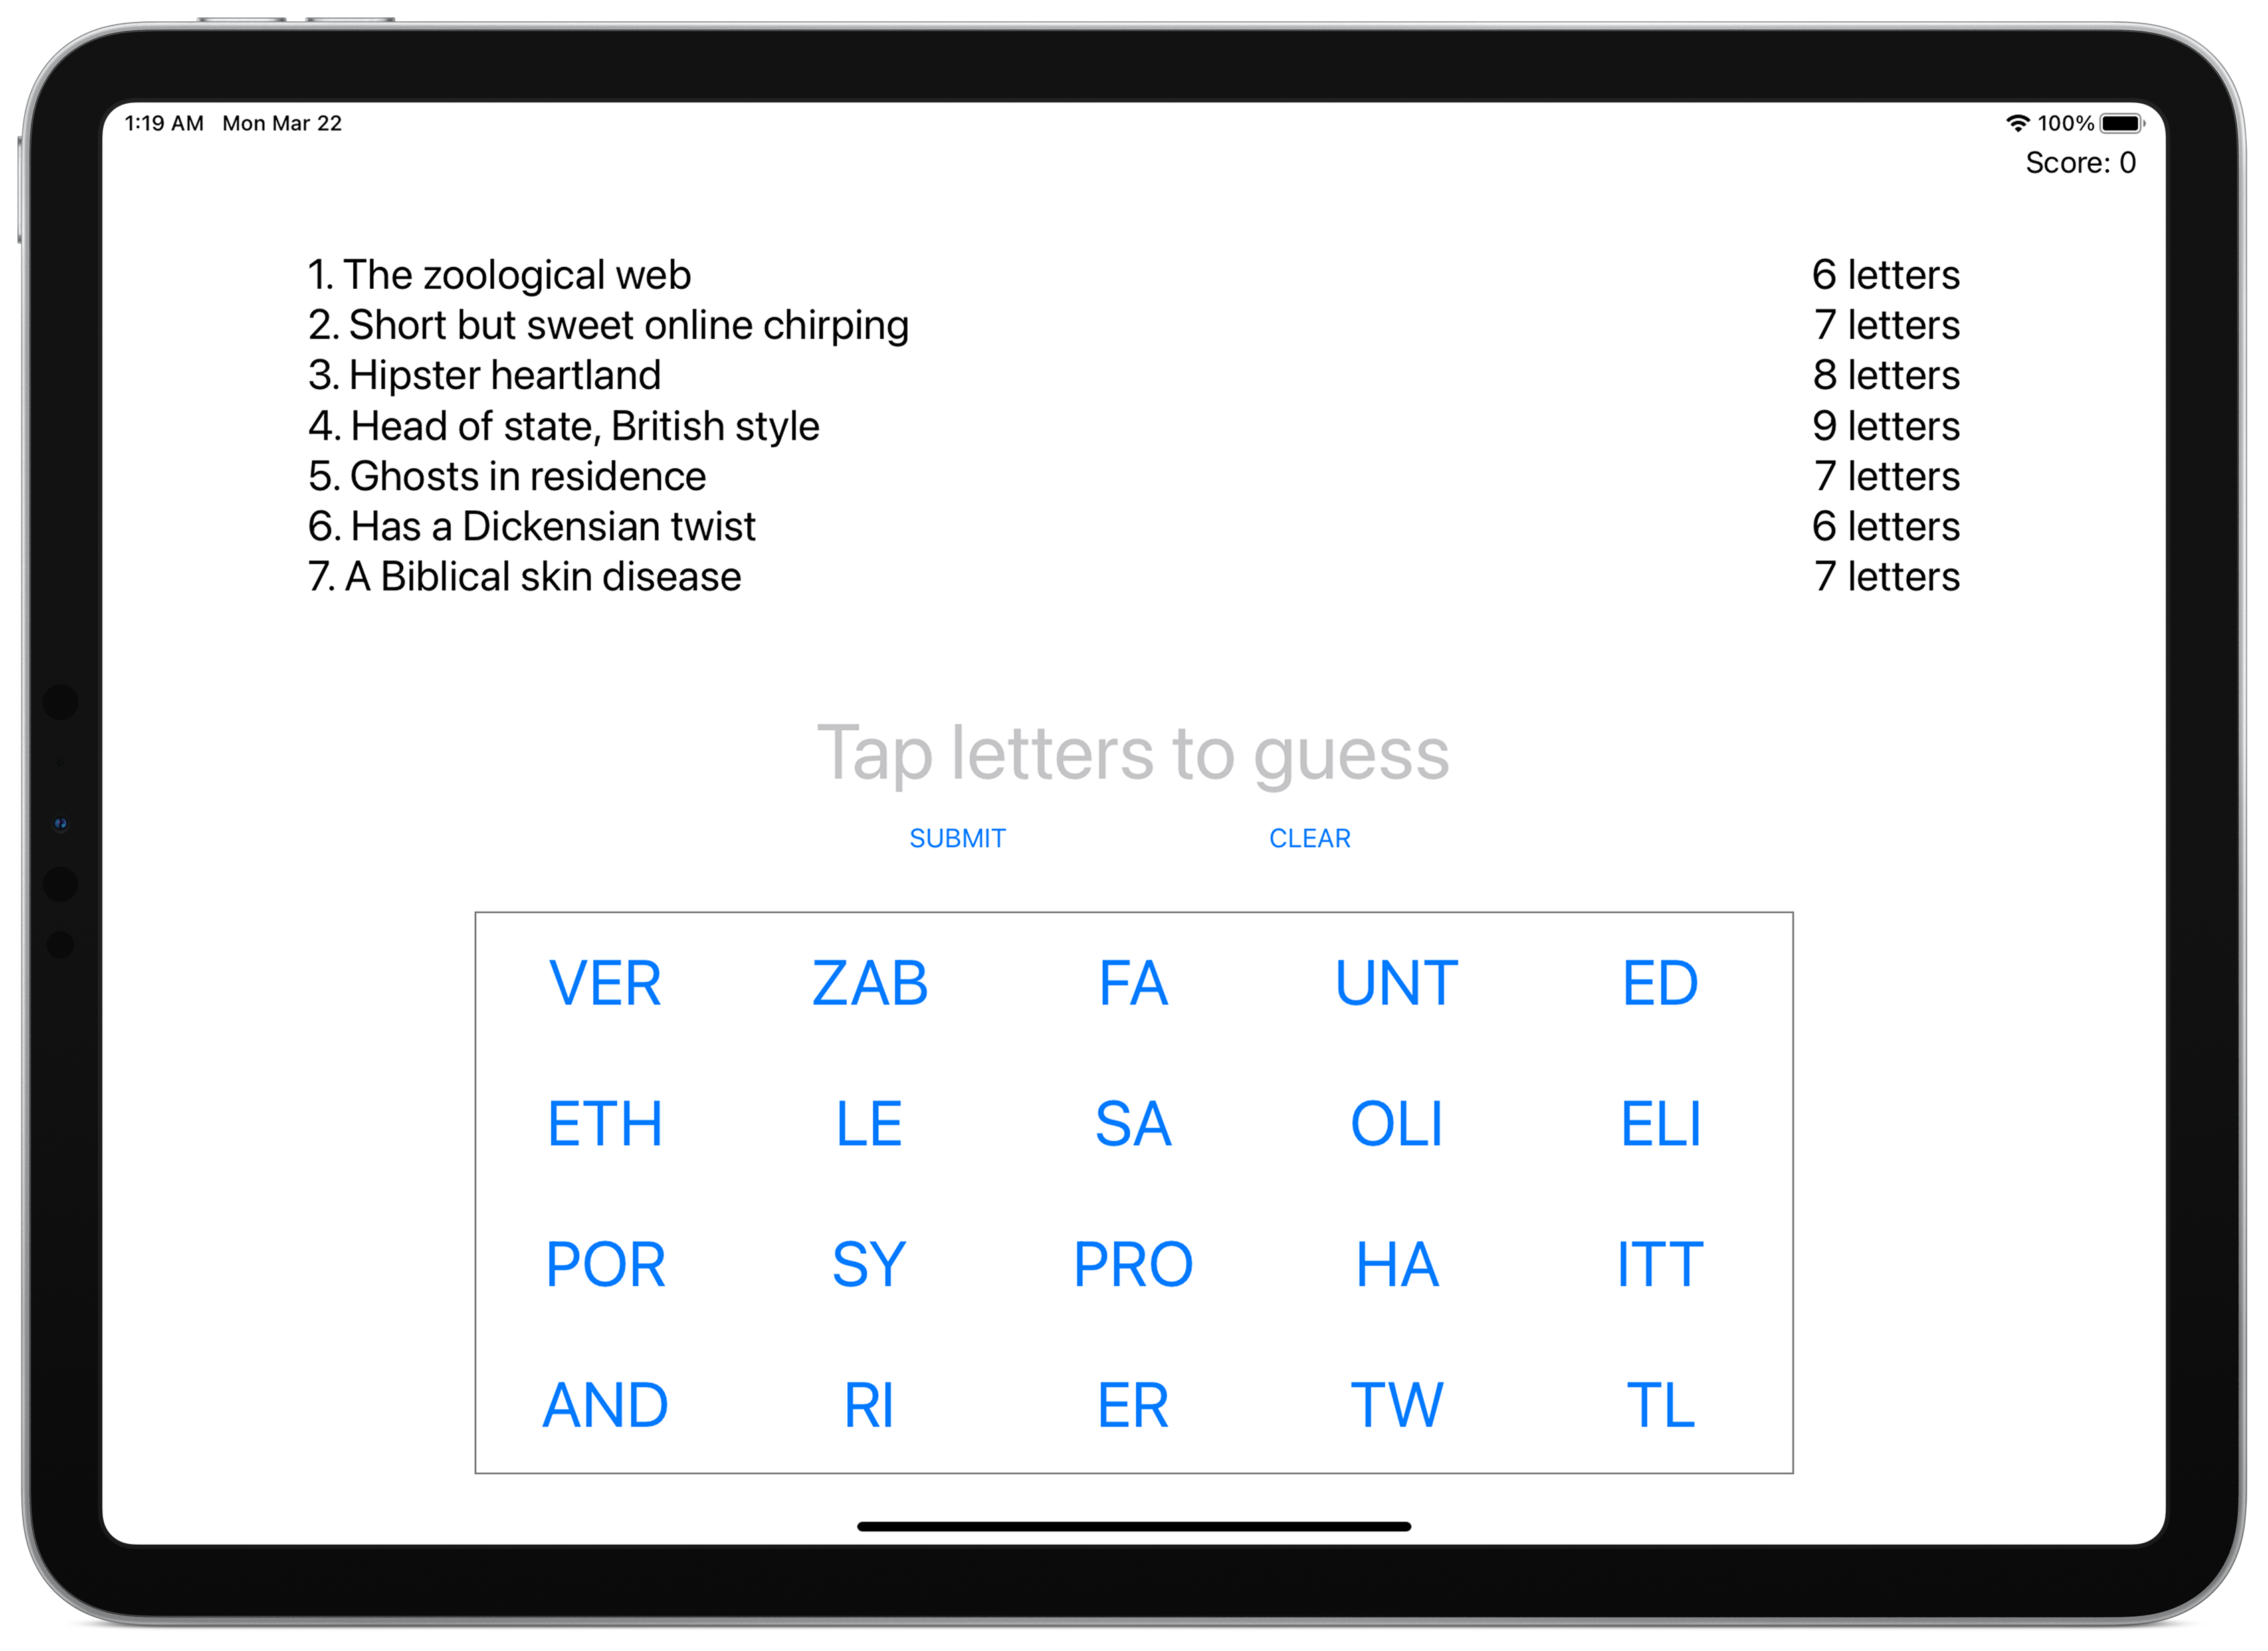 1:19 AM Mon Mar 22 100%
Score: 0
1. The zoological web 6 letters
2. Short but sweet online chirping 7 letters
3. Hipster heartland 8 letters
4. Head of state, British style 9 letters
5. Ghosts in residence 7 letters
6. Has a Dickensian twist 6 letters
7. A Biblical skin disease 7 letters
Tap letters to guess
SUBMIT CLEAR
VER ZAB FA UNT ED
ETH LE SA OLI ELI
POR SY PRO HA ITT
AND RI ER TW TL